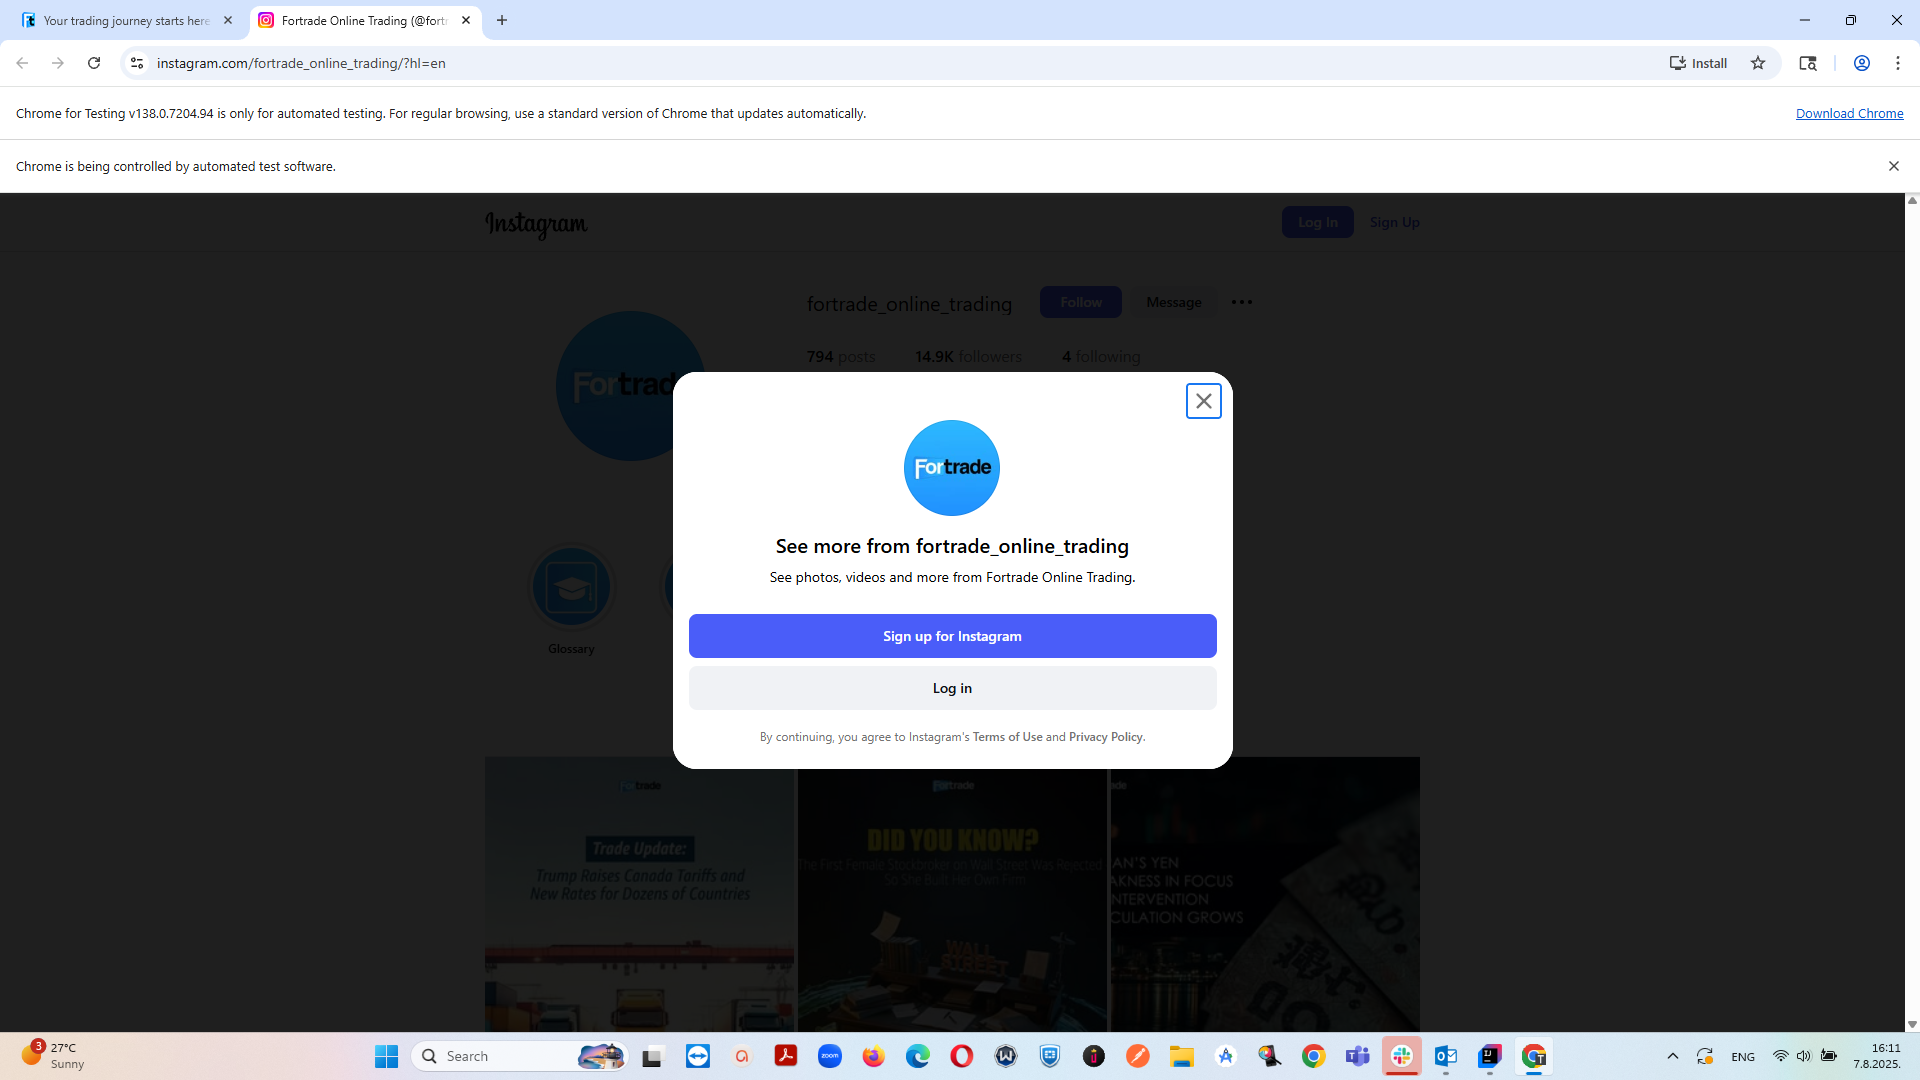 Your trading journey starts here
Fortrade Online Trading (@fort
instagram.com/fortrade_online_trading/?hl=en
Install
Chrome for Testing v138.0.7204.94 is only for automated testing. For regular browsing, use a standard version of Chrome that updates automatically.
Download Chrome
Chrome is being controlled by automated test software.
Instagram
Log In
Sign Up
fortrade_online_trading
Follow
Message
794 posts
14.9K followers
4 following
Fortrade
Fortrade
See more from fortrade_online_trading
See photos, videos and more from Fortrade Online Trading.
Sign up for Instagram
Log in
By continuing, you agree to Instagram's Terms of Use and Privacy Policy.
Glossary
Fortrade
Trade Update:
Trump Raises Canada Tariffs and
New Rates for Dozens of Countries
Fortrade
DID YOU KNOW?
The First Female Stockbroker on Wall Street Was Rejected
So She Built Her Own Firm
WALL
STREET
ade
AN'S YEN
AKNESS IN FOCUS
INTERVENTION
CULATION GROWS
3
27°C
Sunny
Search
zoom
ENG
16:11
7.8.2025.